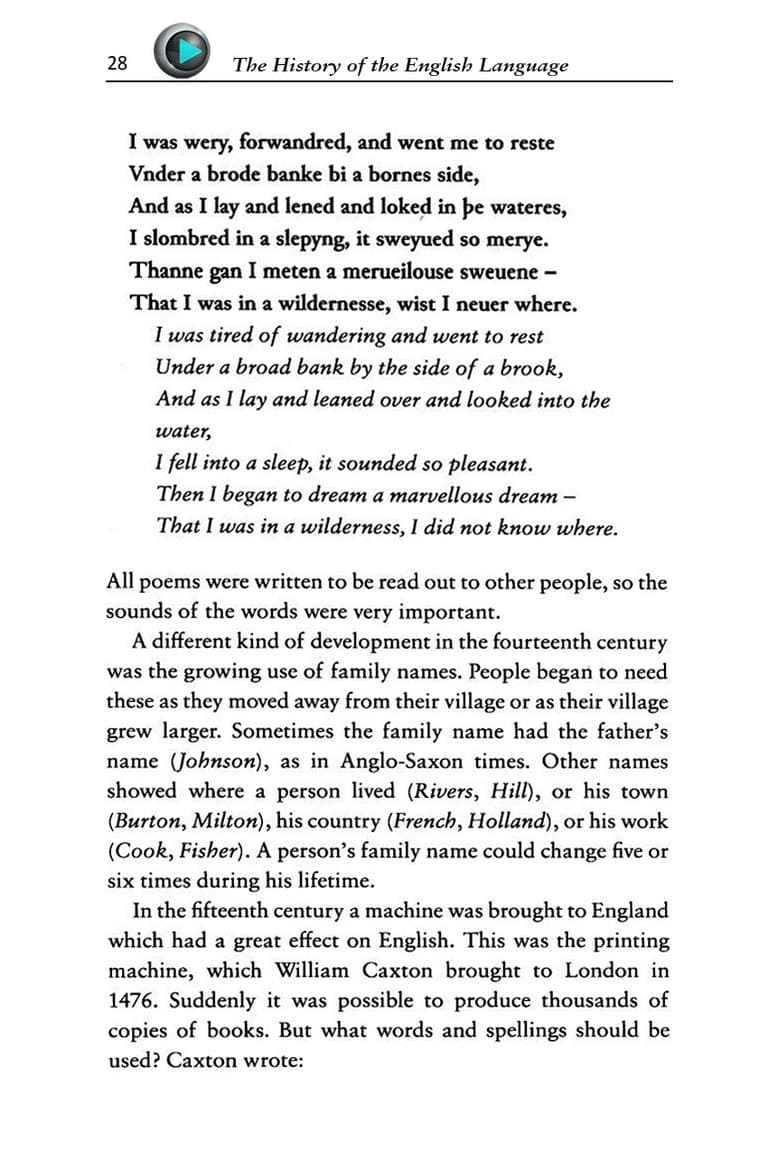 28 The History of the English Language
I was wery, forwandred, and went me to reste
Vnder a brode banke bi a bornes side,
And as I lay and lened and loked in þe wateres,
I slombred in a slepyng, it sweyued so merye.
Thanne gan I meten a merueilouse sweuene –
That I was in a wildernesse, wist I neuer where.
I was tired of wandering and went to rest
Under a broad bank by the side of a brook,
And as I lay and leaned over and looked into the
water,
I fell into a sleep, it sounded so pleasant.
Then I began to dream a marvellous dream –
That I was in a wilderness, I did not know where.
All poems were written to be read out to other people, so the
sounds of the words were very important.
A different kind of development in the fourteenth century
was the growing use of family names. People began to need
these as they moved away from their village or as their village
grew larger. Sometimes the family name had the father's
name (Johnson), as in Anglo-Saxon times. Other names
showed where a person lived (Rivers, Hill), or his town
(Burton, Milton), his country (French, Holland), or his work
(Cook, Fisher). A person's family name could change five or
six times during his lifetime.
In the fifteenth century a machine was brought to England
which had a great effect on English. This was the printing
machine, which William Caxton brought to London in
1476. Suddenly it was possible to produce thousands of
copies of books. But what words and spellings should be
used? Caxton wrote: